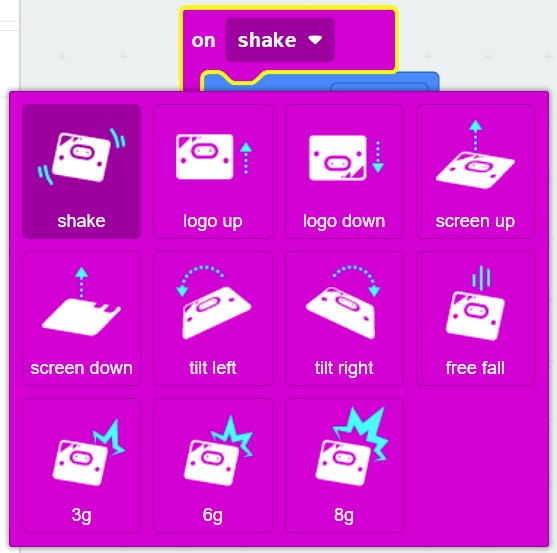 on shake
shake logo up logo down screen up
screen down tilt left tilt right free fall
3g 6g 8g